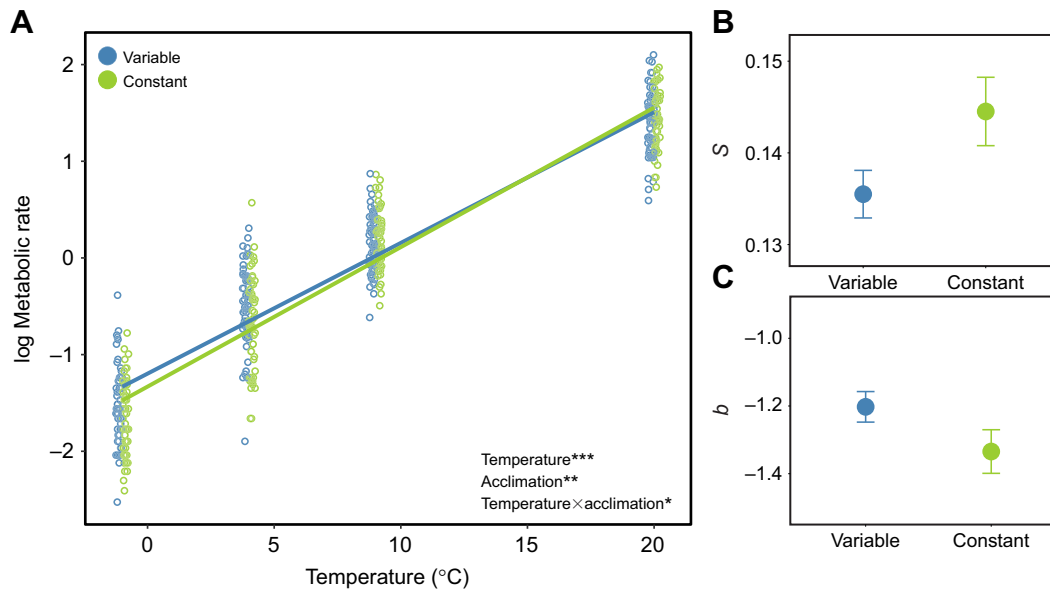 A
Variable
Constant
2
1
0
−1
−2
log Metabolic rate
Temperature***
Acclimation**
Temperature×acclimation*
0
5
10
15
20
Temperature (°C)
B
0.15
0.14
0.13
S
Variable
Constant
C
−1.0
−1.2
−1.4
b
Variable
Constant